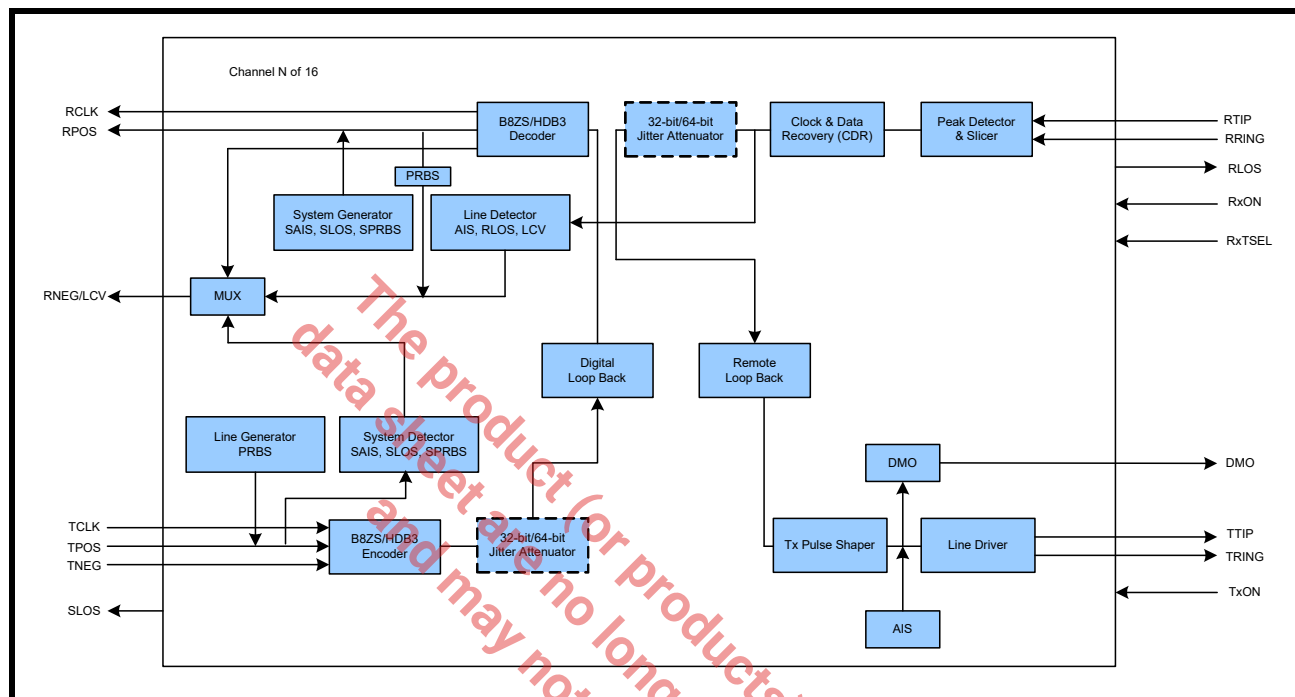 Channel N of 16
RCLK
RPOS
B8ZS/HDB3
Decoder
32-bit/64-bit
Jitter Attenuator
Clock & Data
Recovery (CDR)
Peak Detector
& Slicer
RTIP
RRING
RLOS
RxON
RxTSEL
PRBS
System Generator
SAIS, SLOS, SPRBS
Line Detector
AIS, RLOS, LCV
RNEG/LCV
MUX
Digital
Loop Back
Remote
Loop Back
Line Generator
PRBS
System Detector
SAIS, SLOS, SPRBS
DMO
DMO
TCLK
TPOS
TNEG
B8ZS/HDB3
Encoder
32-bit/64-bit
Jitter Attenuator
Tx Pulse Shaper
Line Driver
TTIP
TRING
TxON
SLOS
AIS
The product (or products)
data sheet are no long
and may not